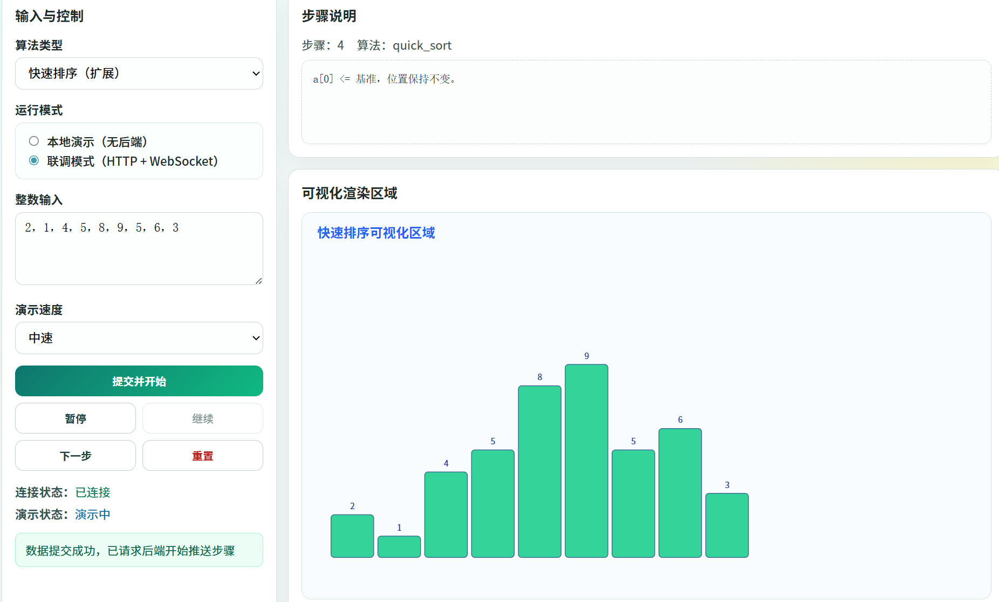 输入与控制
算法类型
快速排序（扩展）
运行模式
本地演示（无后端）
联调模式（HTTP + WebSocket）
整数输入
2, 1, 4, 5, 8, 9, 5, 6, 3
演示速度
中速
提交并开始
暂停
继续
下一步
重置
连接状态：已连接
演示状态：演示中
数据提交成功，已请求后端开始推送步骤
步骤说明
步骤：4 算法：quick_sort
a[0] <= 基准，位置保持不变。
可视化渲染区域
快速排序可视化区域
2
1
4
5
8
9
5
6
3